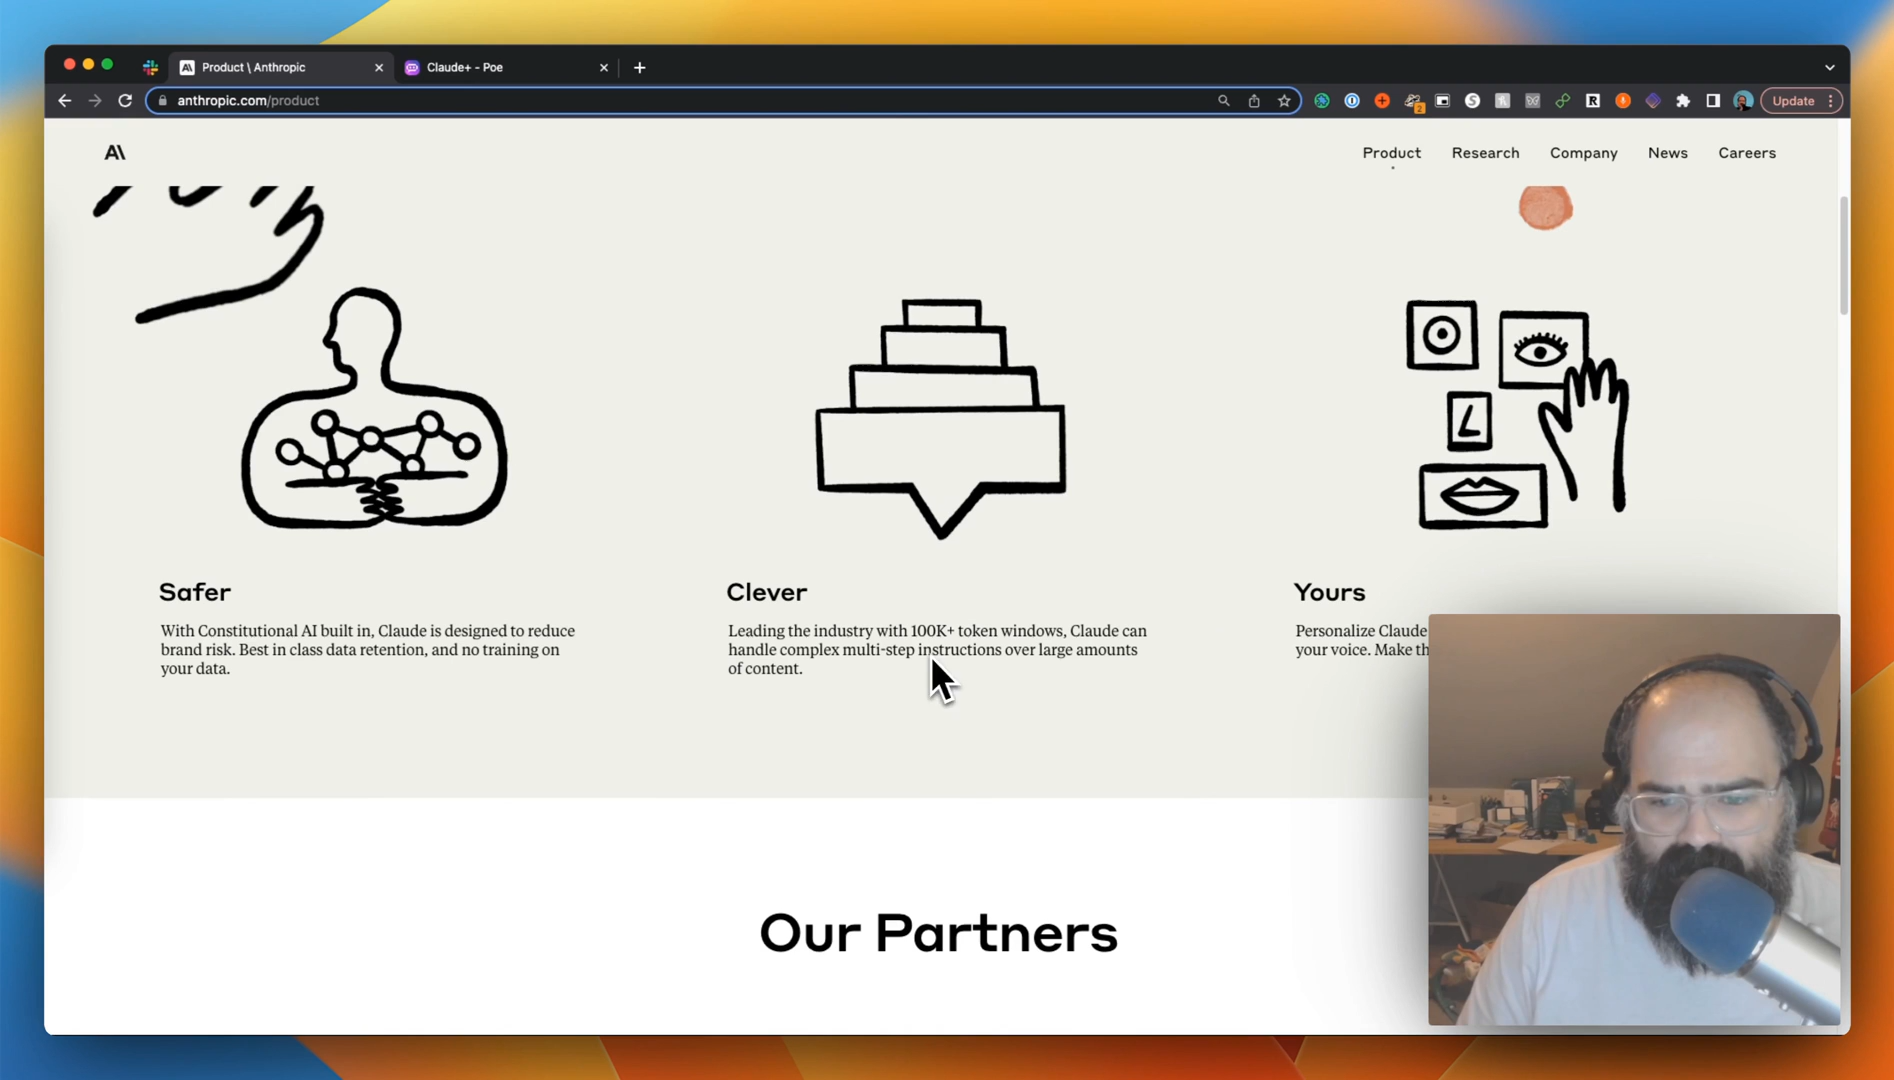 Product \ Anthropic
Claude+ - Poe
anthropic.com/product
2
S
R
Update
A\
Product
Research
Company
News
Careers
Safer
With Constitutional AI built in, Claude is designed to reduce
brand risk. Best in class data retention, and no training on
your data.
Clever
Leading the industry with 100K+ token windows, Claude can
handle complex multi-step instructions over large amounts
of content.
Yours
Personalize Claude
your voice. Make th
Our Partners